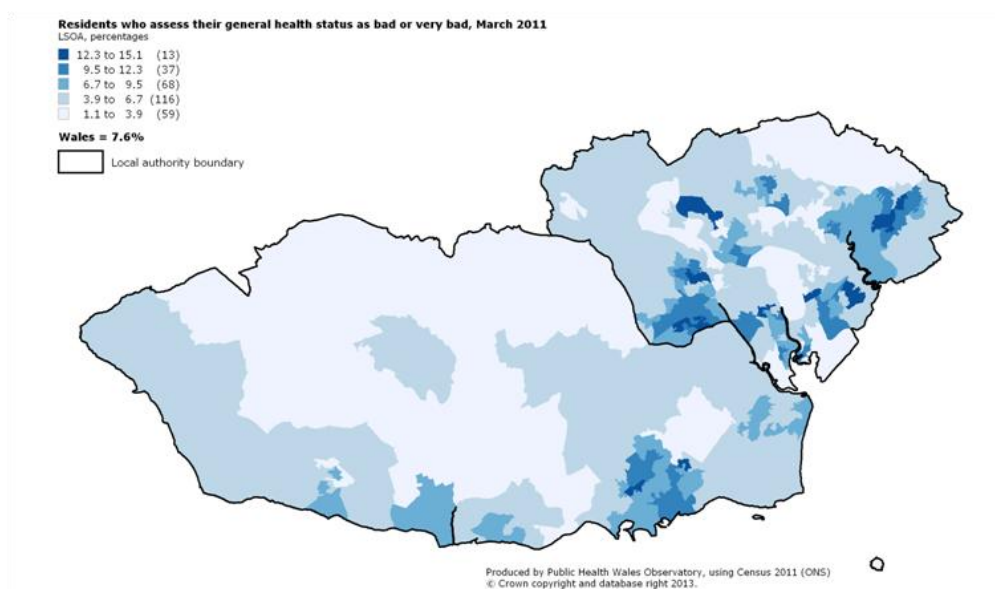 Residents who assess their general health status as bad or very bad, March 2011
LSOA, percentages
12.3 to 15.1 (13)
9.5 to 12.3 (37)
6.7 to 9.5 (68)
3.9 to 6.7 (116)
1.1 to 3.9 (59)
Wales = 7.6%
Local authority boundary
Produced by Public Health Wales Observatory, using Census 2011 (ONS)
© Crown copyright and database right 2013.